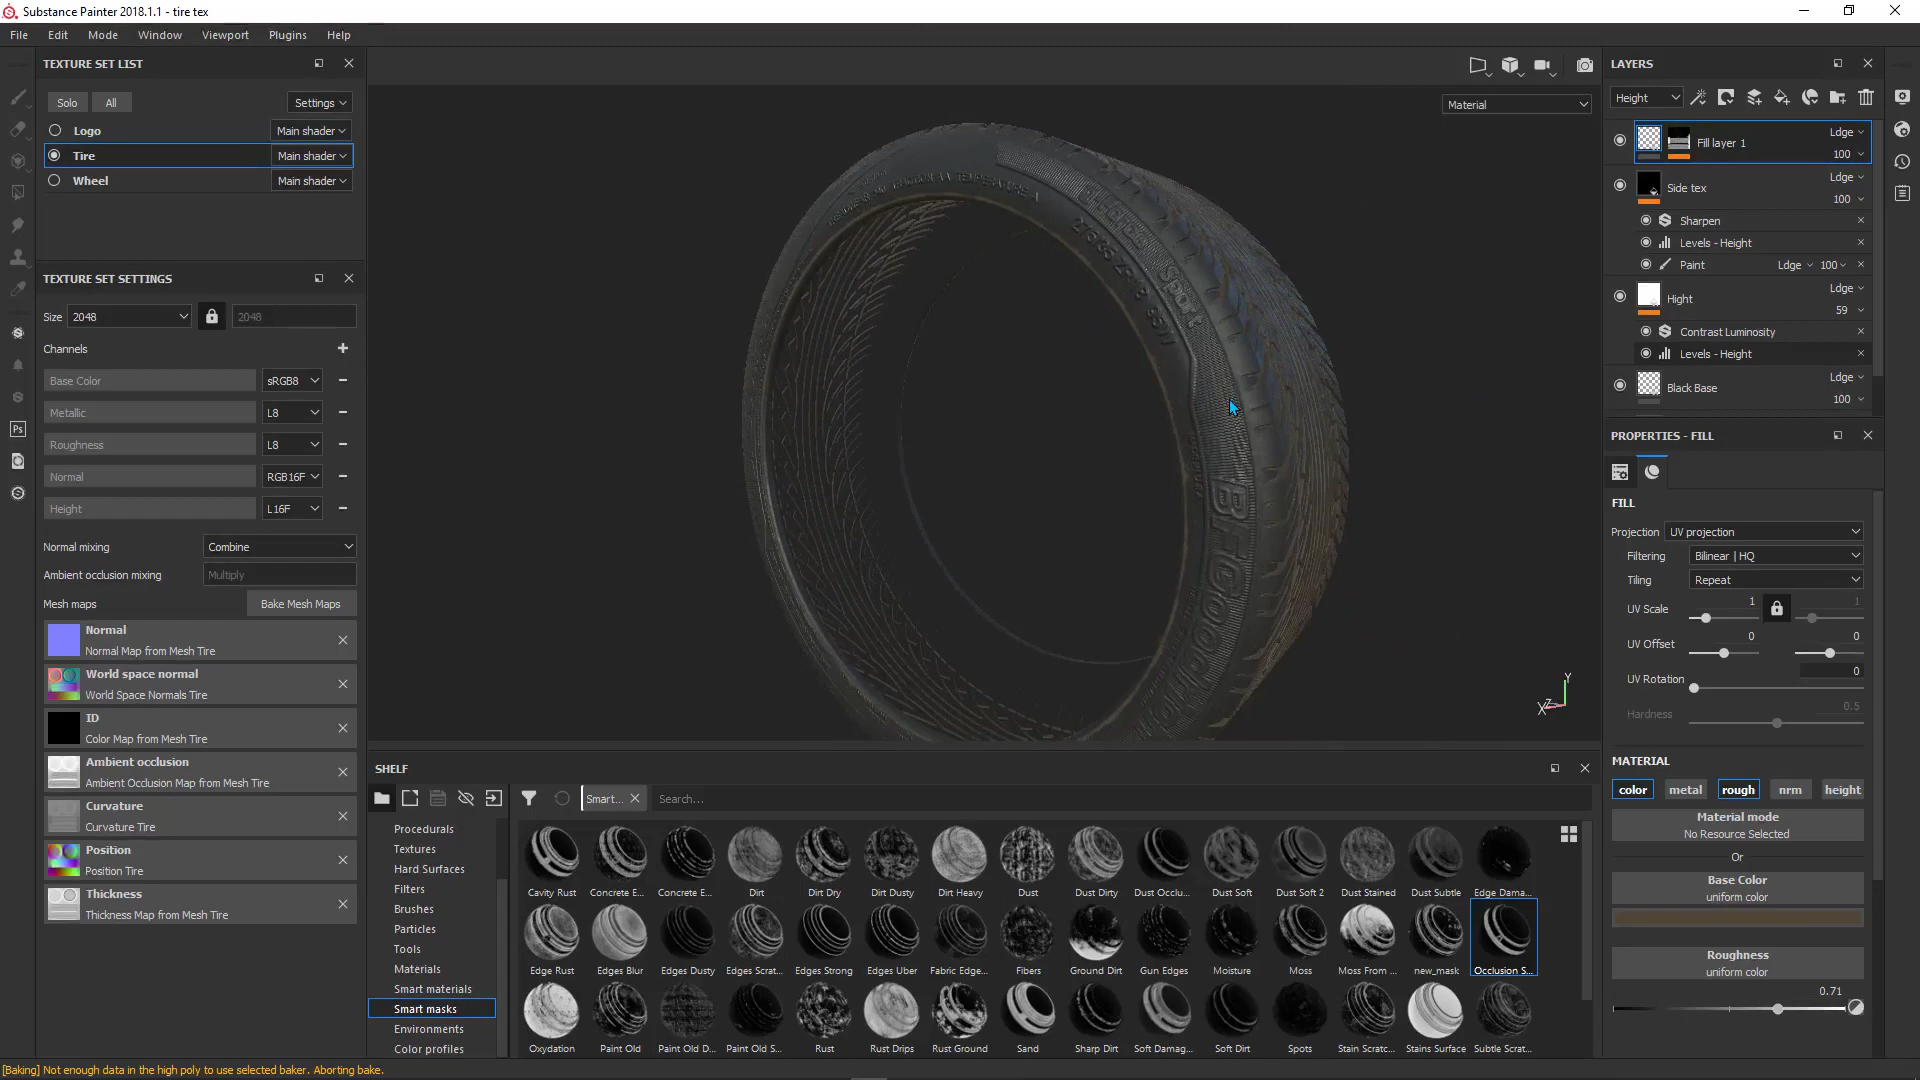 Substance Painter 2018.1.1 - tire tex
File Edit Mode Window Viewport Plugins Help
TEXTURE SET LIST
Solo All Settings
Logo Main shader
Tire Main shader
Wheel Main shader
TEXTURE SET SETTINGS
Size 2048 2048
Channels
Base Color sRGB8
Metallic L8
Roughness L8
Normal RGB16F
Height L16F
Normal mixing Combine
Ambient occlusion mixing Multiply
Mesh maps Bake Mesh Maps
Normal
Normal Map from Mesh Tire
World space normal
World Space Normals Tire
ID
Color Map from Mesh Tire
Ambient occlusion
Ambient Occlusion Map from Mesh Tire
Curvature
Curvature Tire
Position
Position Tire
Thickness
Thickness Map from Mesh Tire
Material
TEMPERATURE A
Sport
BFGoodrich
Y
X Z
SHELF
Smart... Search...
Procedurals
Textures
Hard Surfaces
Filters
Brushes
Particles
Tools
Materials
Smart materials
Smart masks
Environments
Color profiles
Cavity Rust Concrete E... Concrete E... Dirt Dirt Dry Dirt Dusty Dirt Heavy Dust Dust Dirty Dust Occlu... Dust Soft Dust Soft 2 Dust Stained Dust Subtle Edge Dama...
Edge Rust Edges Blur Edges Dusty Edges Scrat... Edges Strong Edges Uber Fabric Edge... Fibers Ground Dirt Gun Edges Moisture Moss Moss From ... new_mask Occlusion S...
Oxydation Paint Old Paint Old D... Paint Old S... Rust Rust Drips Rust Ground Sand Sharp Dirt Soft Damag... Soft Dirt Spots Stain Scratc... Stains Surface Subtle Scrat...
LAYERS
Height
Fill layer 1 Ldge
100
Side tex Ldge
100
Sharpen
Levels - Height
Paint Ldge 100
Hight Ldge
59
Contrast Luminosity
Levels - Height
Black Base Ldge
100
PROPERTIES - FILL
FILL
Projection UV projection
Filtering Bilinear | HQ
Tiling Repeat
UV Scale 1 1
UV Offset 0 0
UV Rotation 0
Hardness 0.5
MATERIAL
color metal rough nrm height
Material mode
No Resource Selected
Or
Base Color
uniform color
Roughness
uniform color
0.71
Ps
[Baking] Not enough data in the high poly to use selected baker. Aborting bake.